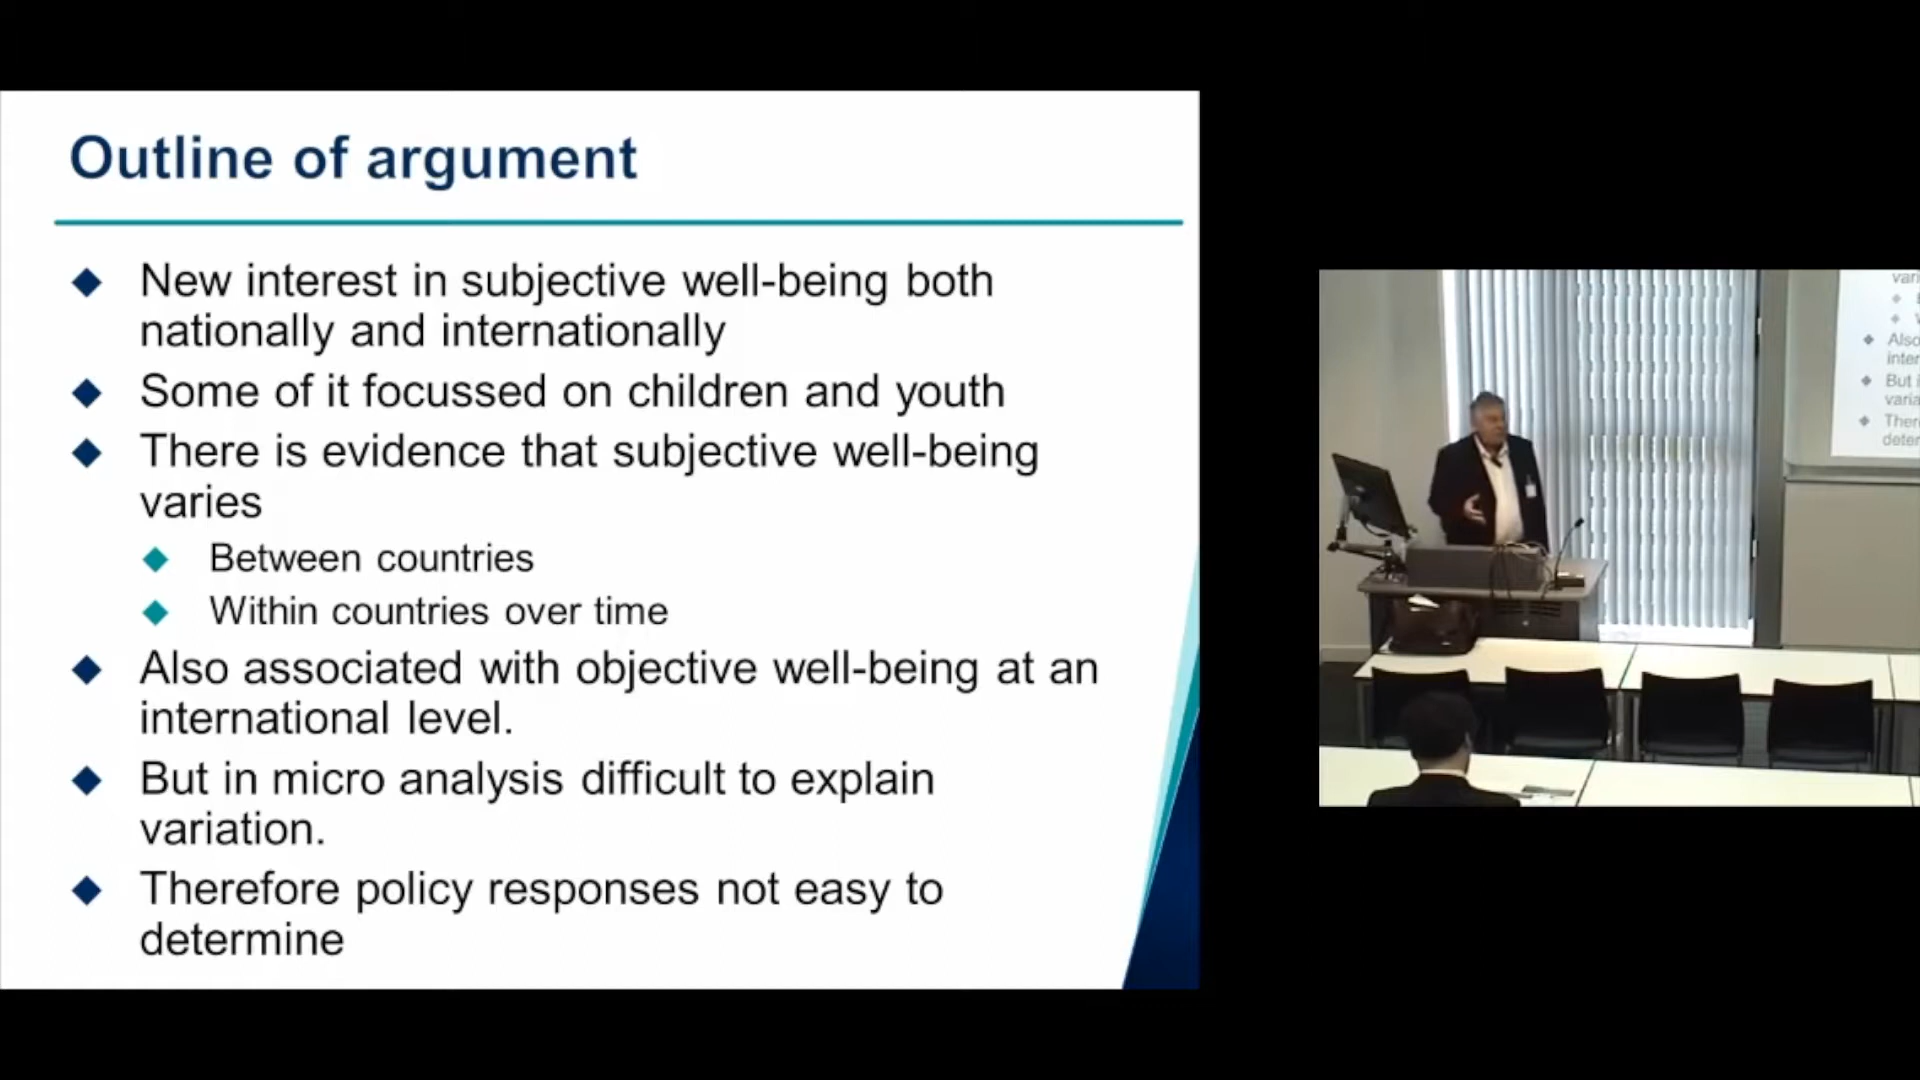 Outline of argument
New interest in subjective well-being both
nationally and internationally
Some of it focussed on children and youth
There is evidence that subjective well-being
varies
Between countries
Within countries over time
Also associated with objective well-being at an
international level.
But in micro analysis difficult to explain
variation.
Therefore policy responses not easy to
determine
Also